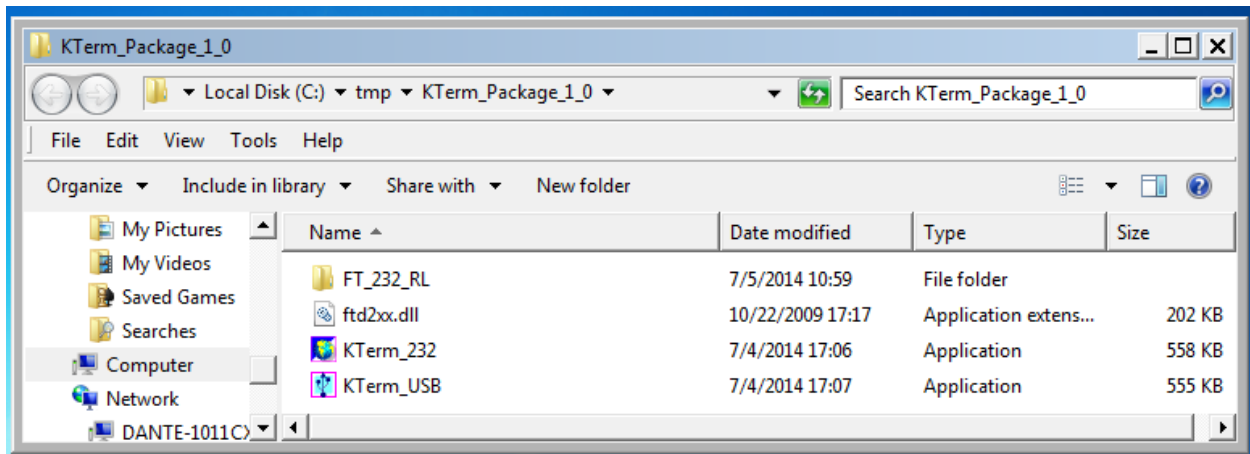 KTerm_Package_1_0
Local Disk (C:) tmp KTerm_Package_1_0
Search KTerm_Package_1_0
File Edit View Tools Help
Organize Include in library Share with New folder
My Pictures
My Videos
Saved Games
Searches
Computer
Network
DANTE-1011C
Name Date modified Type Size
FT_232_RL 7/5/2014 10:59 File folder
ftd2xx.dll 10/22/2009 17:17 Application extens... 202 KB
KTerm_232 7/4/2014 17:06 Application 558 KB
KTerm_USB 7/4/2014 17:07 Application 555 KB